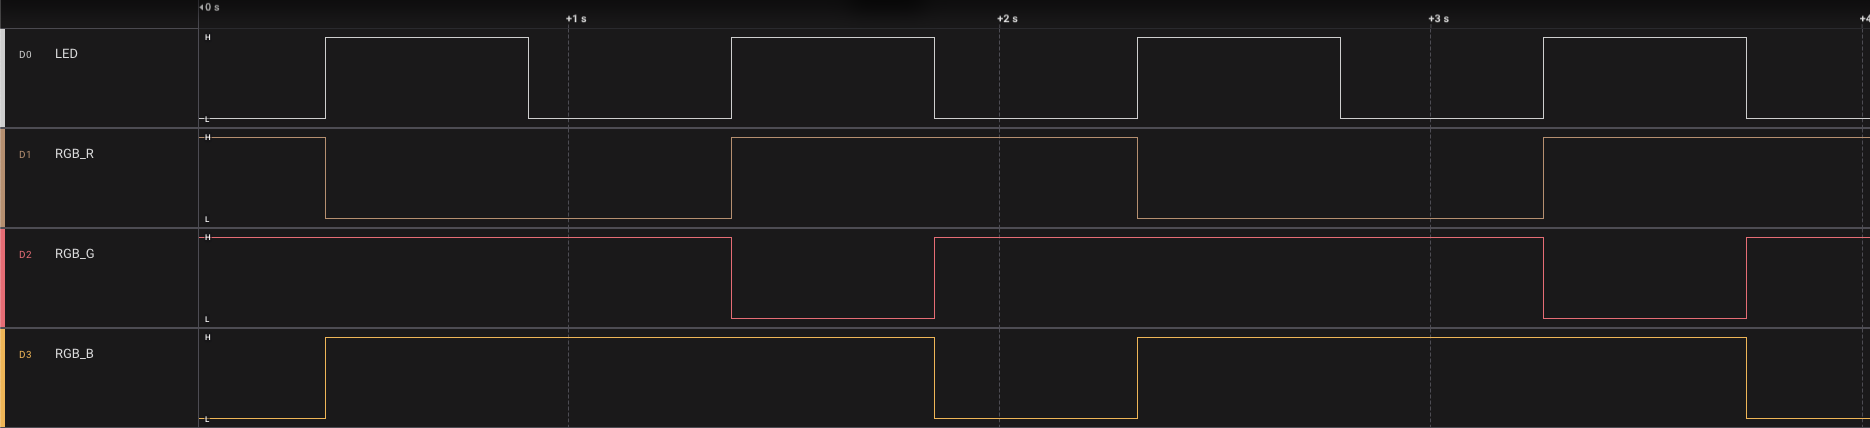 0 s
+1 s
+2 s
+3 s
+4
D0 LED
H
L
D1 RGB_R
H
L
D2 RGB_G
H
L
D3 RGB_B
H
L